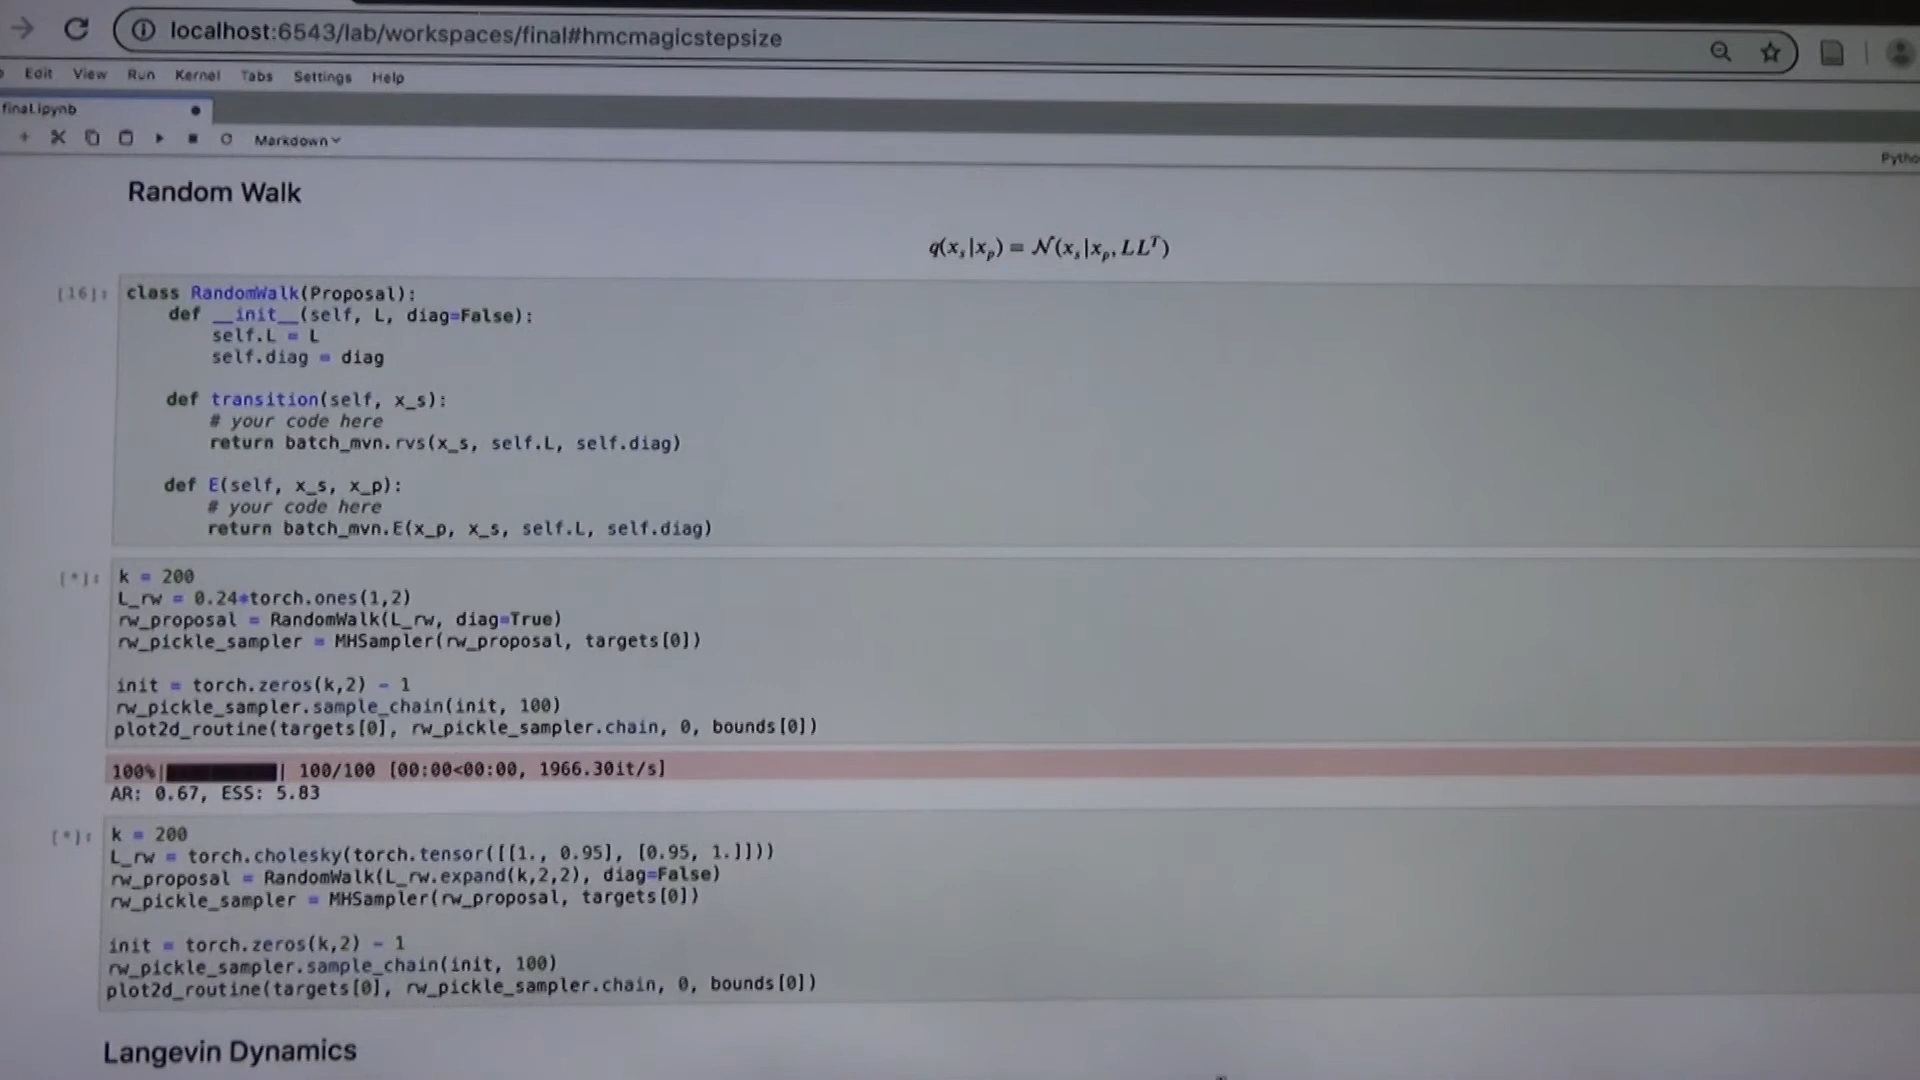 localhost:6543/lab/workspaces/final#hmcmagicstepsize
Edit View Run Kernel Tabs Settings Help
final.ipynb
Markdown
Random Walk
q(x_s|x_p) = N(x_s|x_p, LL^T)
[16]:
class RandomWalk(Proposal):
def __init__(self, L, diag=False):
self.L = L
self.diag = diag
def transition(self, x_s):
# your code here
return batch_mvn.rvs(x_s, self.L, self.diag)
def E(self, x_s, x_p):
# your code here
return batch_mvn.E(x_p, x_s, self.L, self.diag)
[*]:
k = 200
L_rw = 0.24*torch.ones(1,2)
rw_proposal = RandomWalk(L_rw, diag=True)
rw_pickle_sampler = MHSampler(rw_proposal, targets[0])
init = torch.zeros(k,2) - 1
rw_pickle_sampler.sample_chain(init, 100)
plot2d_routine(targets[0], rw_pickle_sampler.chain, 0, bounds[0])
100%| | 100/100 [00:00<00:00, 1966.30it/s]
AR: 0.67, ESS: 5.83
[*]:
k = 200
L_rw = torch.cholesky(torch.tensor([[1., 0.95], [0.95, 1.]]))
rw_proposal = RandomWalk(L_rw.expand(k,2,2), diag=False)
rw_pickle_sampler = MHSampler(rw_proposal, targets[0])
init = torch.zeros(k,2) - 1
rw_pickle_sampler.sample_chain(init, 100)
plot2d_routine(targets[0], rw_pickle_sampler.chain, 0, bounds[0])
Langevin Dynamics